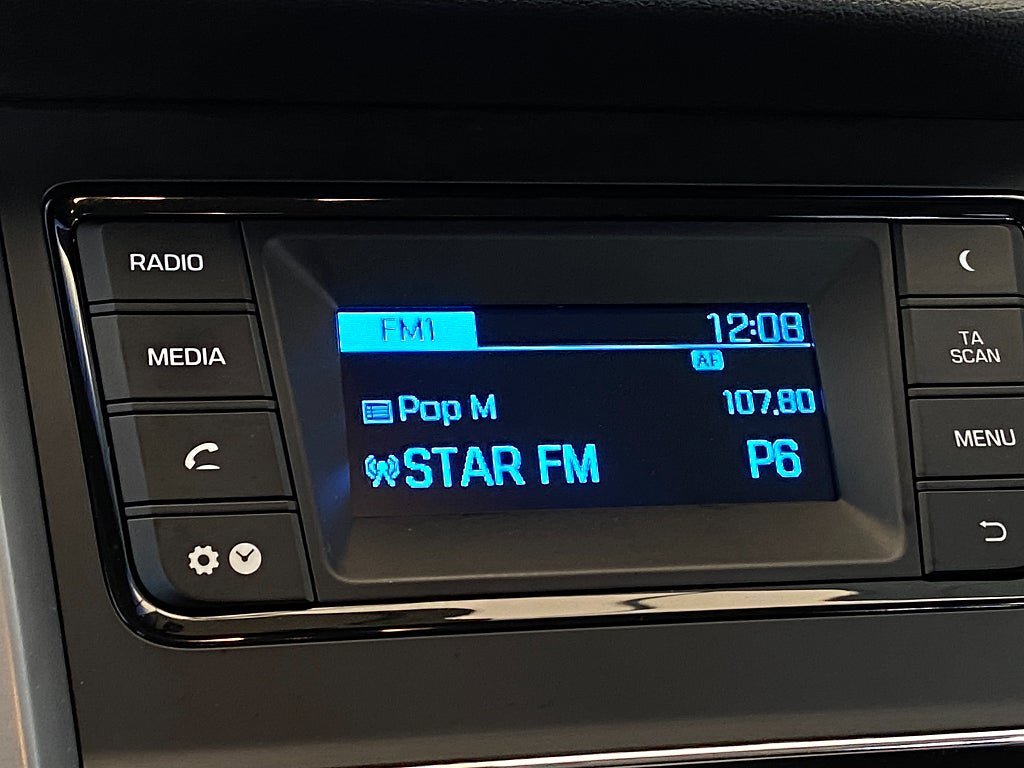 RADIO
MEDIA
FM1 12:08
AF
Pop M 107.80
STAR FM P6
TA
SCAN
MENU